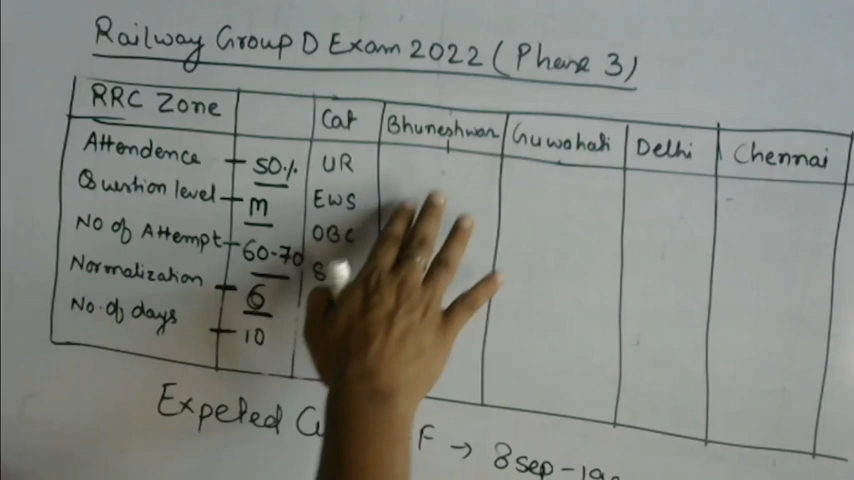 Railway Group D Exam 2022 (Phase 3)
RRC Zone Cat Bhuneshwar Guwahati Delhi Chennai
Attendence - 50% UR
Question level - M EWS
No of Attempt - 60-70 OBC
Normalization - 6 S
No. of days - 10
Expeted C F → 8 Sep - 19